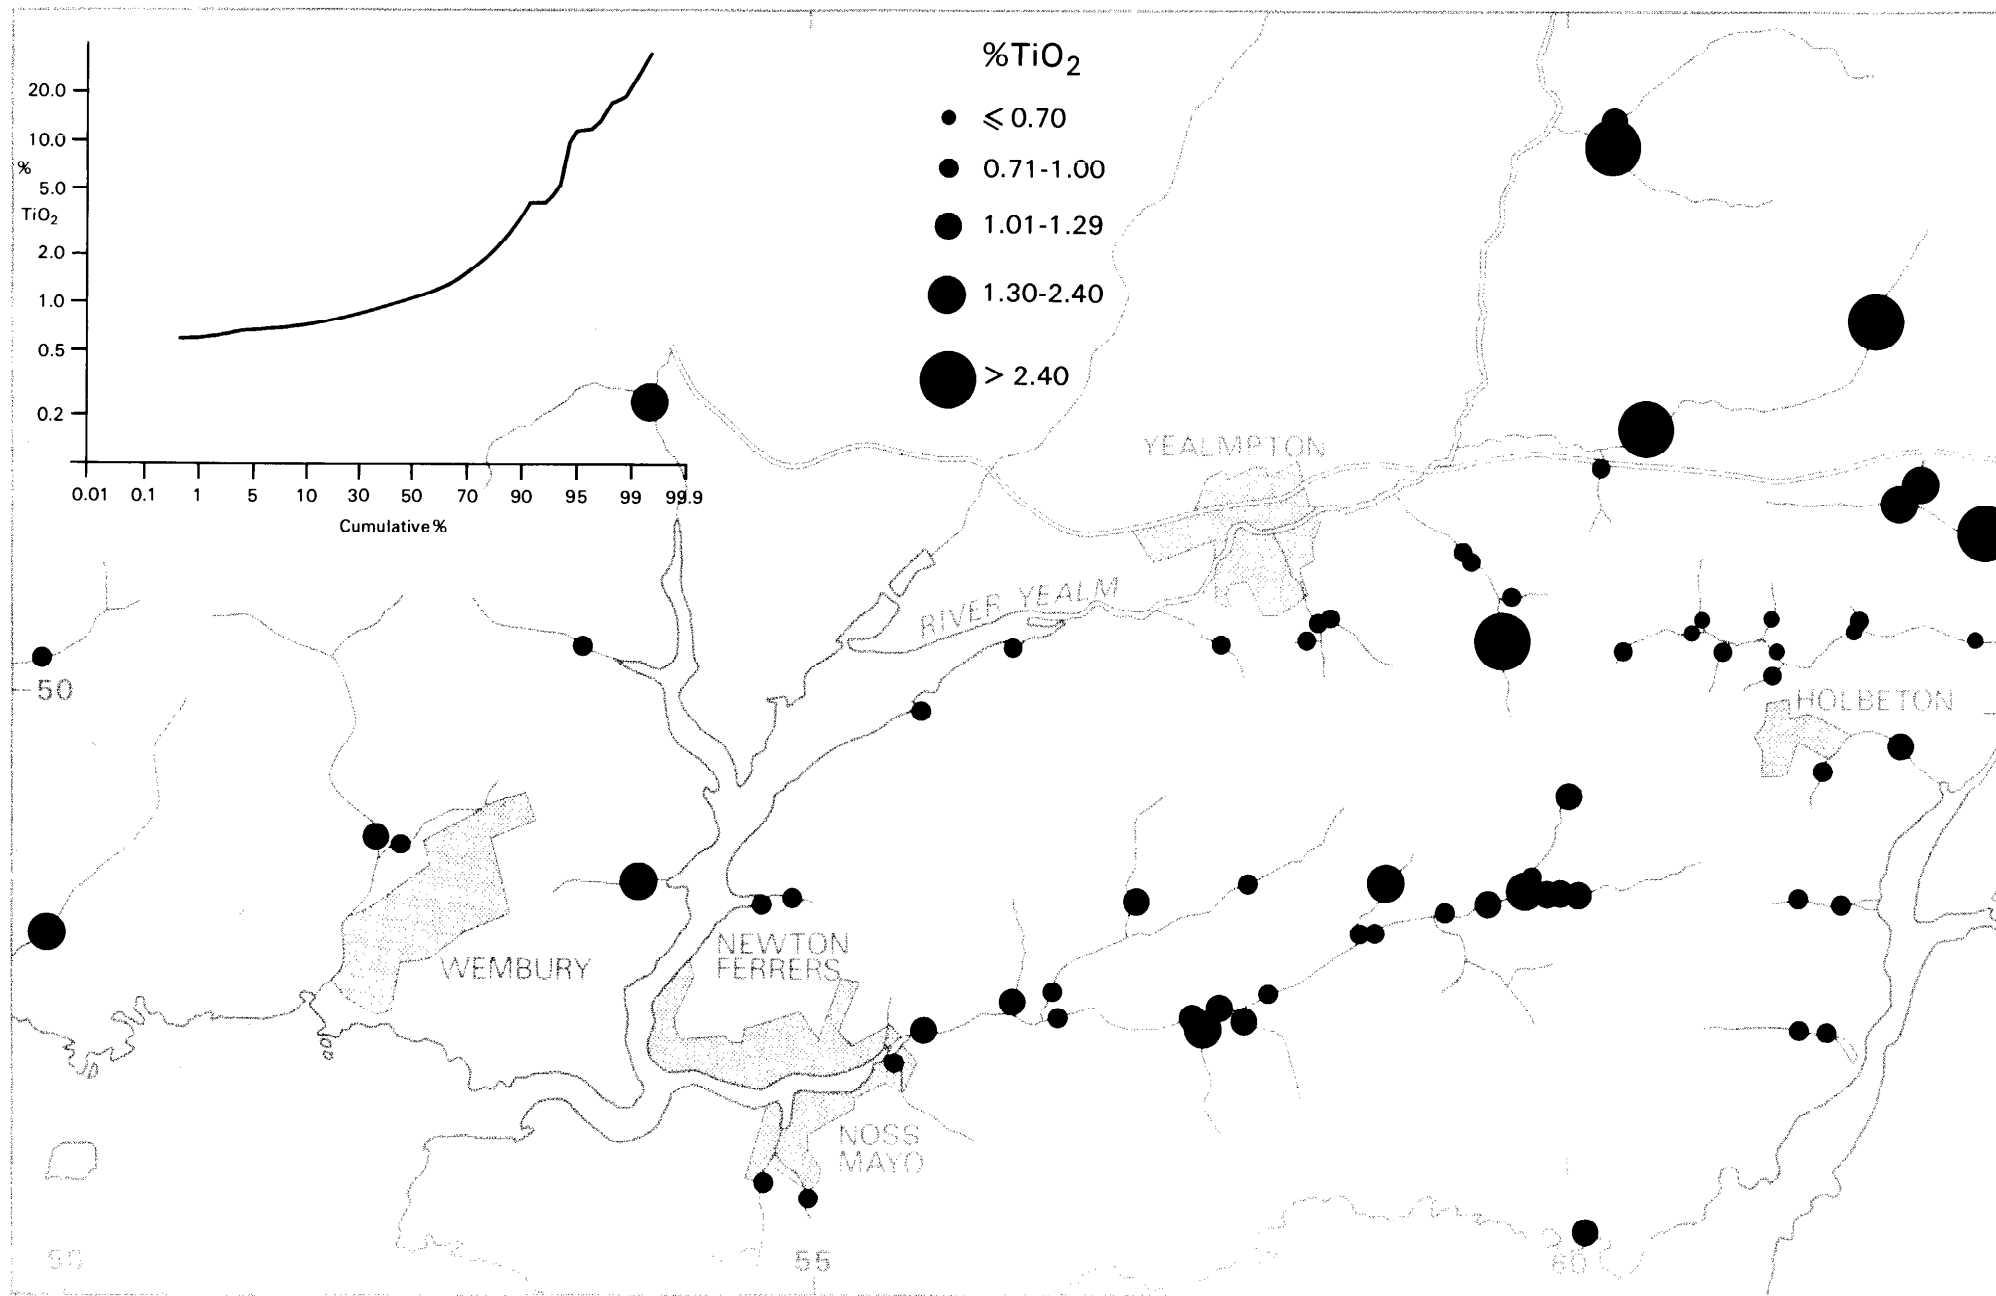 %TiO2
≤ 0.70
0.71-1.00
1.01-1.29
1.30-2.40
> 2.40
20.0
10.0
%
5.0
TiO2
2.0
1.0
0.5
0.2
0.01 0.1 1 5 10 30 50 70 90 95 99 99.9
Cumulative %
YEALMPTON
RIVER YEALM
50
HOLBETON
NEWTON
FERRERS
WEMBURY
NOSS
MAYO
50 55 60